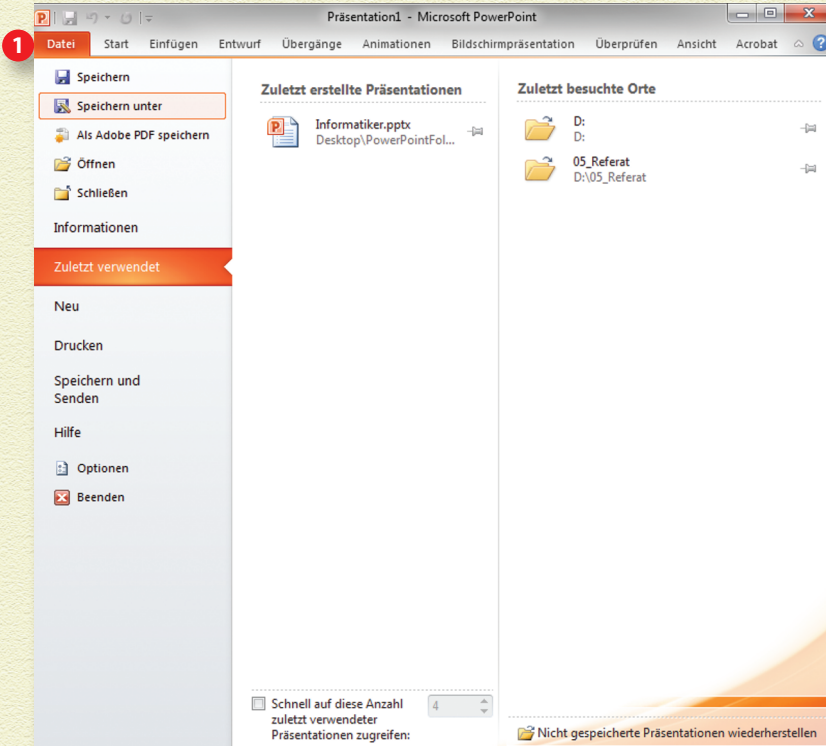 Präsentation1 - Microsoft PowerPoint
1
Datei Start Einfügen Entwurf Übergänge Animationen Bildschirmpräsentation Überprüfen Ansicht Acrobat
Speichern
Speichern unter
Als Adobe PDF speichern
Öffnen
Schließen
Informationen
Zuletzt verwendet
Neu
Drucken
Speichern und
Senden
Hilfe
Optionen
Beenden
Zuletzt erstellte Präsentationen
Informatiker.pptx
Desktop\PowerPointFol...
Schnell auf diese Anzahl 4
zuletzt verwendeter
Präsentationen zugreifen:
Zuletzt besuchte Orte
D:
D:
05_Referat
D:\05_Referat
Nicht gespeicherte Präsentationen wiederherstellen